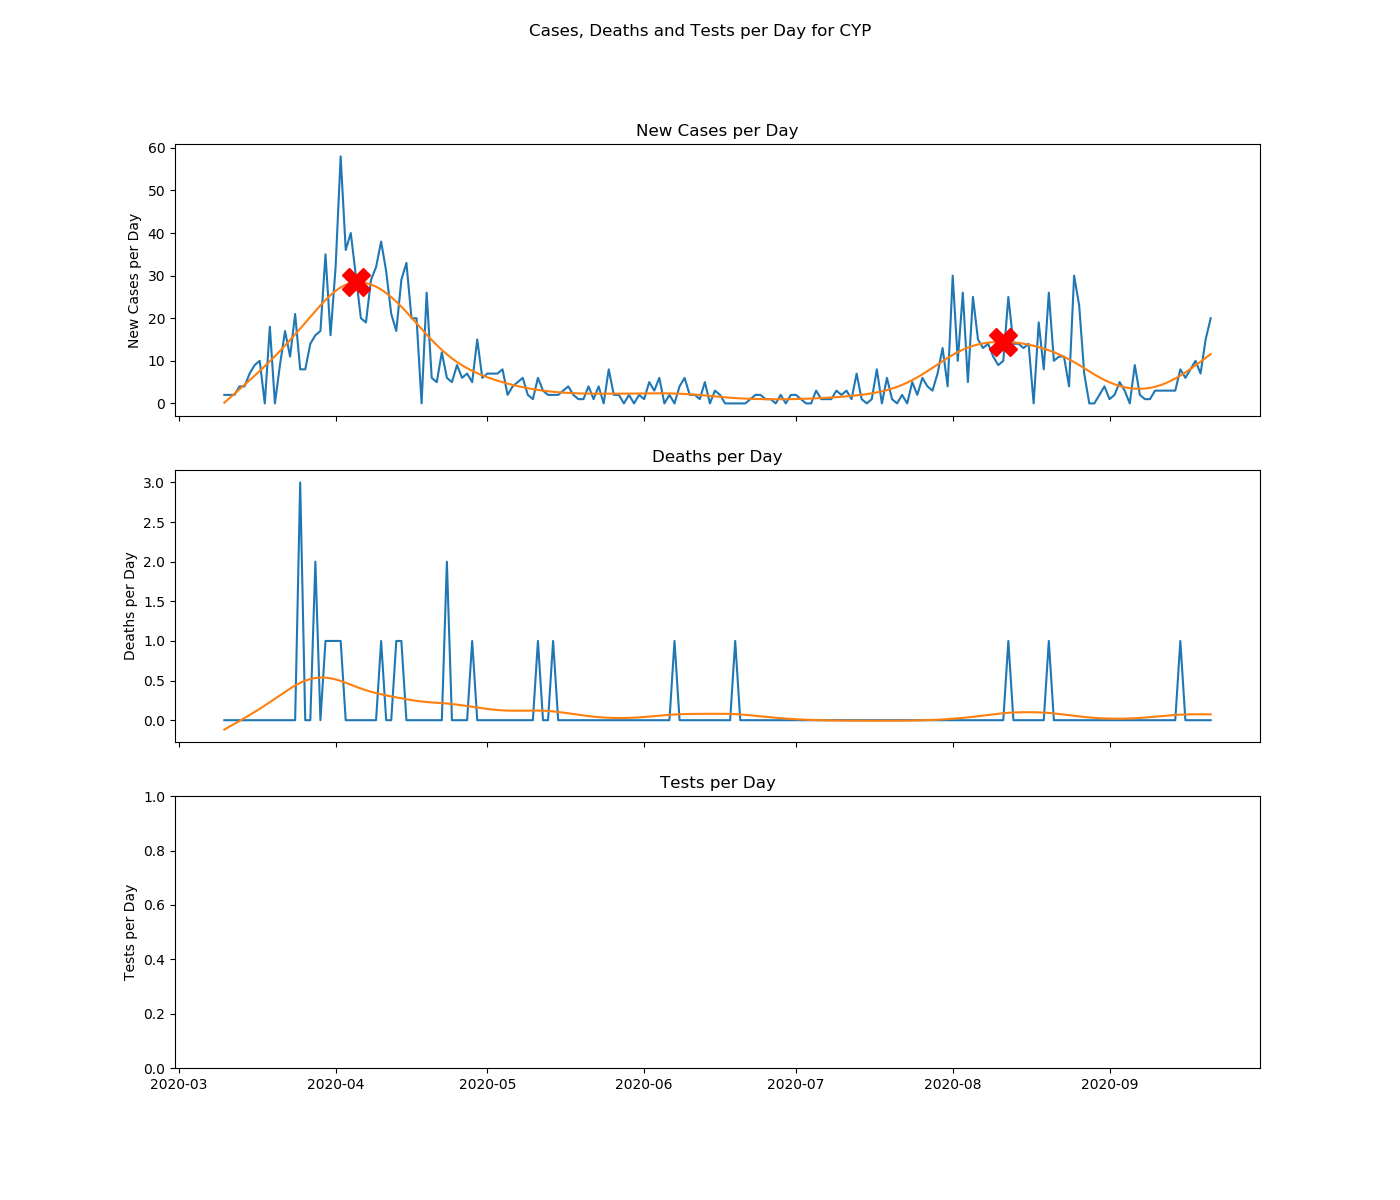 Cases, Deaths and Tests per Day for CYP
New Cases per Day
New Cases per Day
60
50
40
30
20
10
0
Deaths per Day
Deaths per Day
3.0
2.5
2.0
1.5
1.0
0.5
0.0
Tests per Day
Tests per Day
1.0
0.8
0.6
0.4
0.2
0.0
2020-03 2020-04 2020-05 2020-06 2020-07 2020-08 2020-09